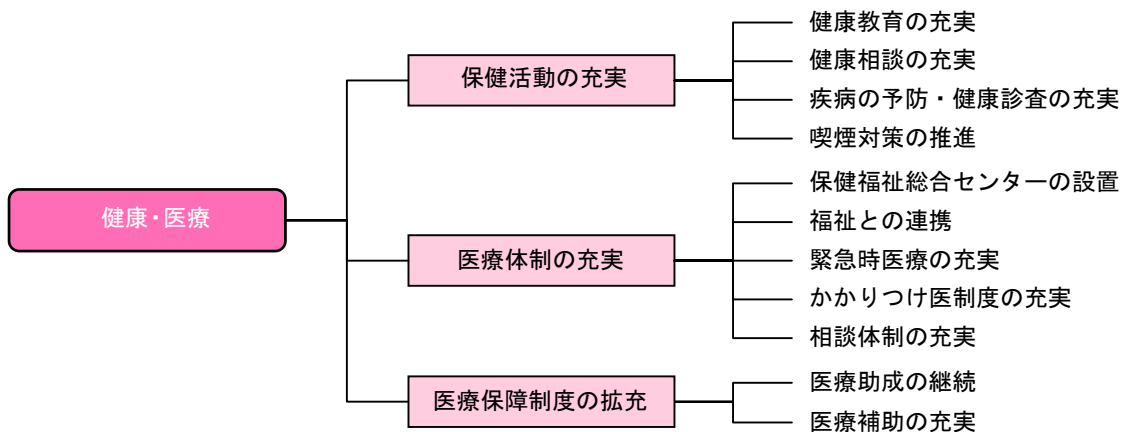 健康・医療
保健活動の充実
健康教育の充実
健康相談の充実
疾病の予防・健康診査の充実
喫煙対策の推進
医療体制の充実
保健福祉総合センターの設置
福祉との連携
緊急時医療の充実
かかりつけ医制度の充実
相談体制の充実
医療保障制度の拡充
医療助成の継続
医療補助の充実